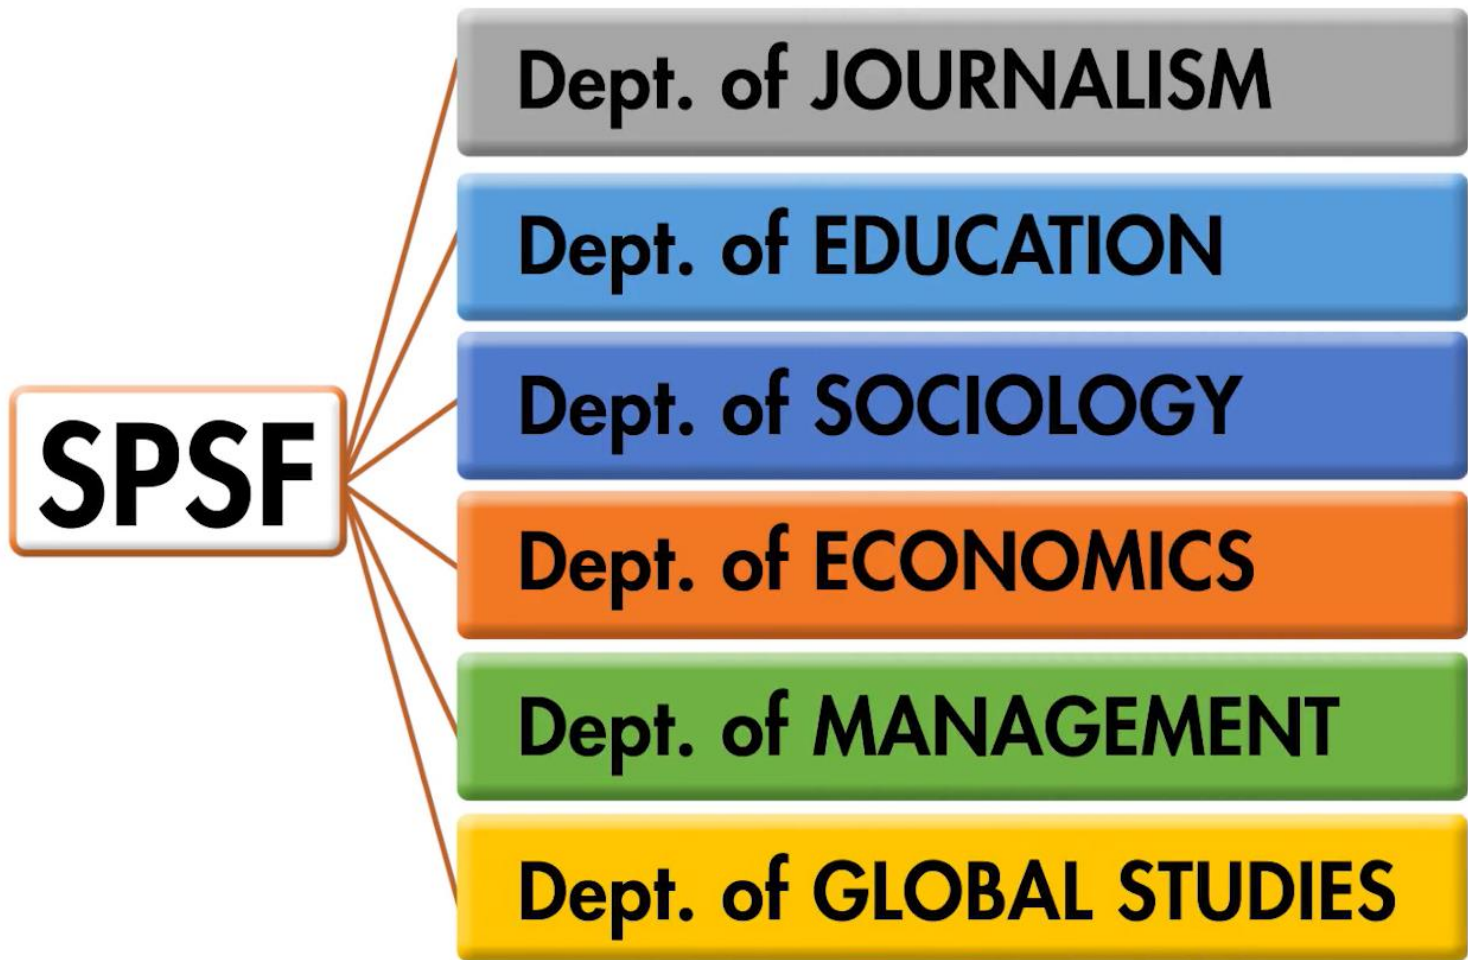 SPSF
Dept. of JOURNALISM
Dept. of EDUCATION
Dept. of SOCIOLOGY
Dept. of ECONOMICS
Dept. of MANAGEMENT
Dept. of GLOBAL STUDIES